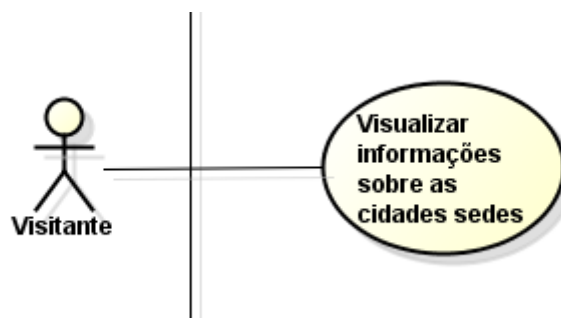 Visitante
Visualizar
informações
sobre as
cidades sedes